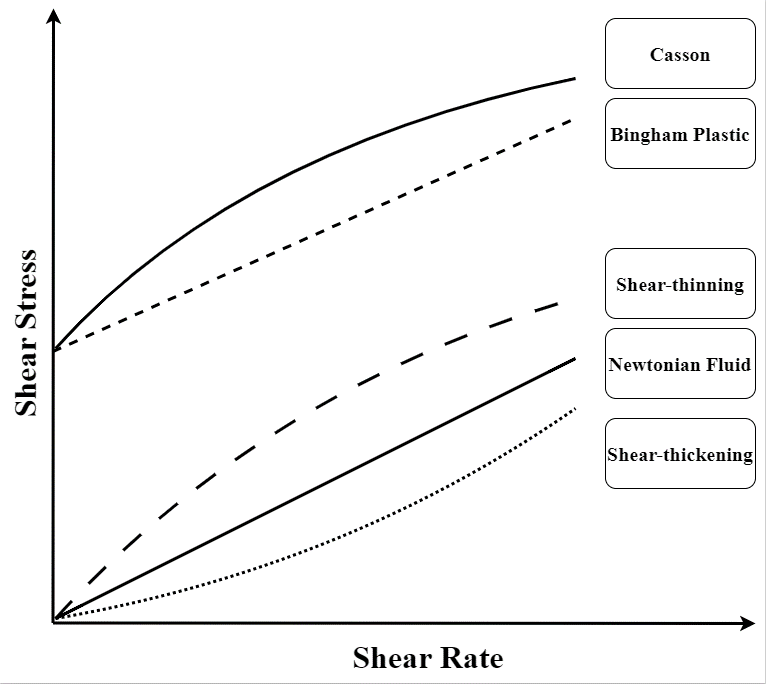 Casson
Bingham Plastic
Shear-thinning
Newtonian Fluid
Shear-thickening
Shear Stress
Shear Rate